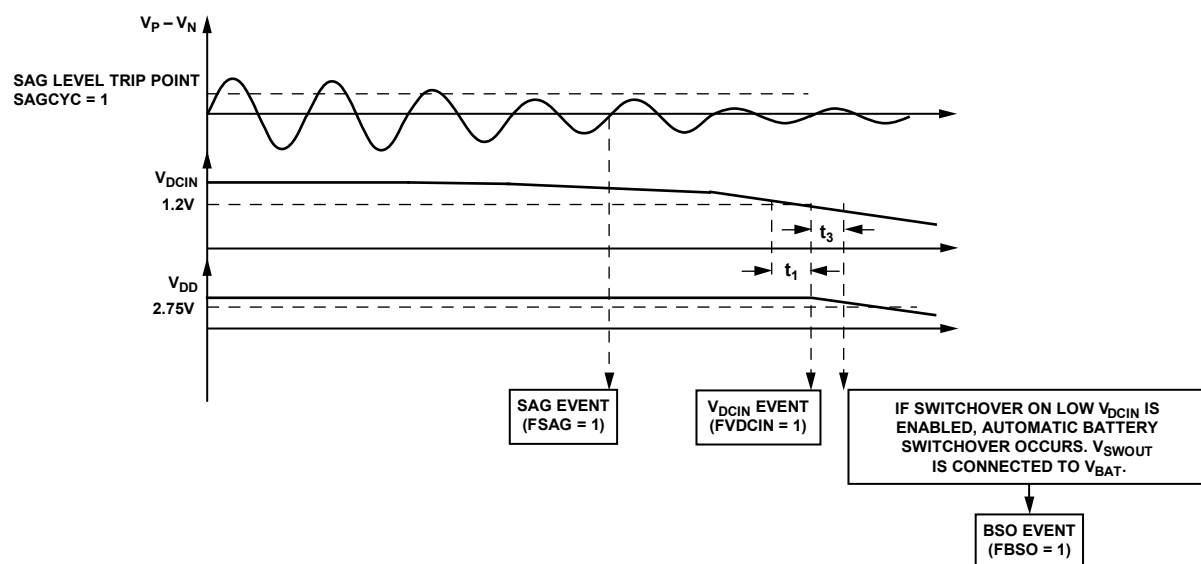 VP – VN
SAG LEVEL TRIP POINT
SAGCYC = 1
VDCIN
1.2V
t3
t1
VDD
2.75V
SAG EVENT
(FSAG = 1)
VDCIN EVENT
(FVDCIN = 1)
IF SWITCHOVER ON LOW VDCIN IS
ENABLED, AUTOMATIC BATTERY
SWITCHOVER OCCURS. VSWOUT
IS CONNECTED TO VBAT.
BSO EVENT
(FBSO = 1)